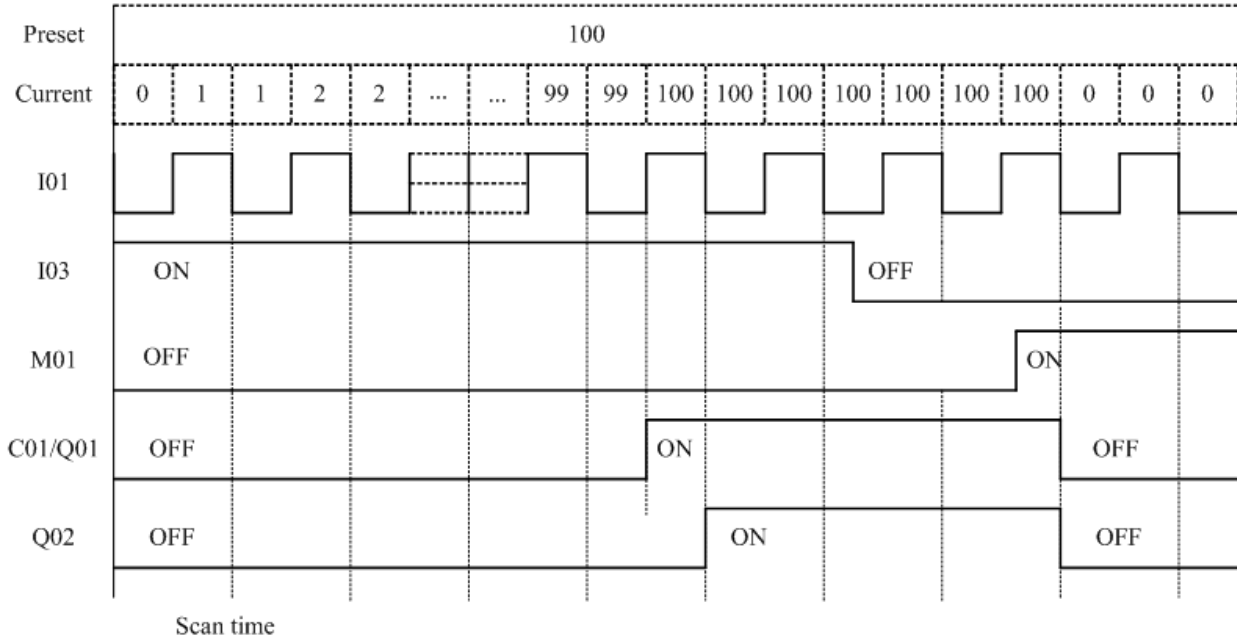 Preset 100
Current 0 1 1 2 2 ... ... 99 99 100 100 100 100 100 100 100 0 0 0
I01
I03 ON OFF
M01 OFF ON
C01/Q01 OFF ON OFF
Q02 OFF ON OFF
Scan time